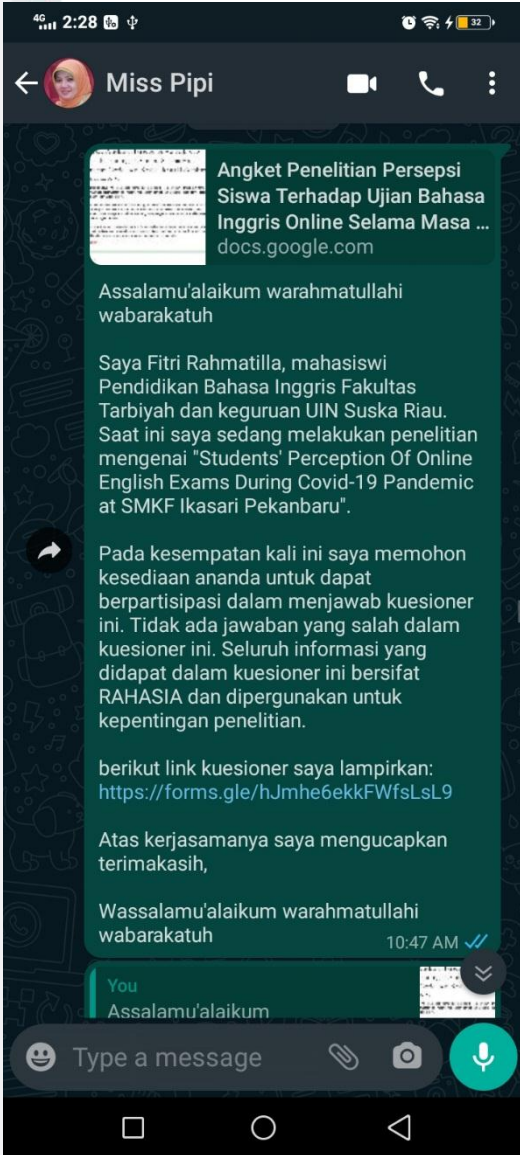 4G 2:28 32
Miss Pipi
Angket Penelitian Persepsi
Siswa Terhadap Ujian Bahasa
Inggris Online Selama Masa ...
docs.google.com
Assalamu'alaikum warahmatullahi
wabarakatuh
Saya Fitri Rahmatilla, mahasiswi
Pendidikan Bahasa Inggris Fakultas
Tarbiyah dan keguruan UIN Suska Riau.
Saat ini saya sedang melakukan penelitian
mengenai "Students' Perception Of Online
English Exams During Covid-19 Pandemic
at SMKF Ikasari Pekanbaru".
Pada kesempatan kali ini saya memohon
kesediaan ananda untuk dapat
berpartisipasi dalam menjawab kuesioner
ini. Tidak ada jawaban yang salah dalam
kuesioner ini. Seluruh informasi yang
didapat dalam kuesioner ini bersifat
RAHASIA dan dipergunakan untuk
kepentingan penelitian.
berikut link kuesioner saya lampirkan:
https://forms.gle/hJmhe6ekkFWfsLsL9
Atas kerjasamanya saya mengucapkan
terimakasih,
Wassalamu'alaikum warahmatullahi
wabarakatuh
10:47 AM
You
Assalamu'alaikum
Type a message